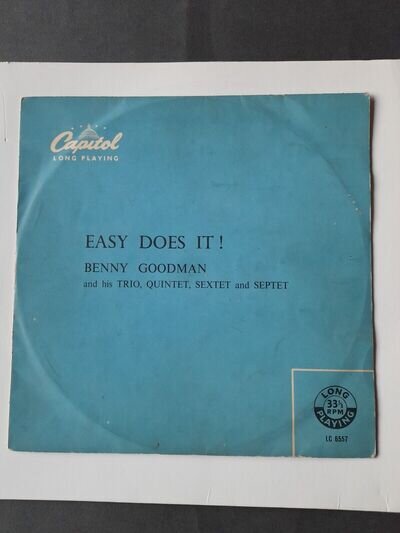 Capitol
LONG PLAYING
EASY DOES IT !
BENNY GOODMAN
and his TRIO, QUINTET, SEXTET and SEPTET
LONG
33⅓
RPM
PLAYING
LC 6557